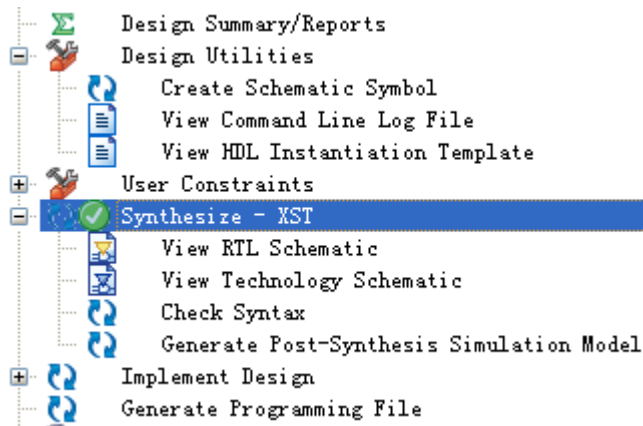 Design Summary/Reports
Design Utilities
Create Schematic Symbol
View Command Line Log File
View HDL Instantiation Template
User Constraints
Synthesize - XST
View RTL Schematic
View Technology Schematic
Check Syntax
Generate Post-Synthesis Simulation Model
Implement Design
Generate Programming File